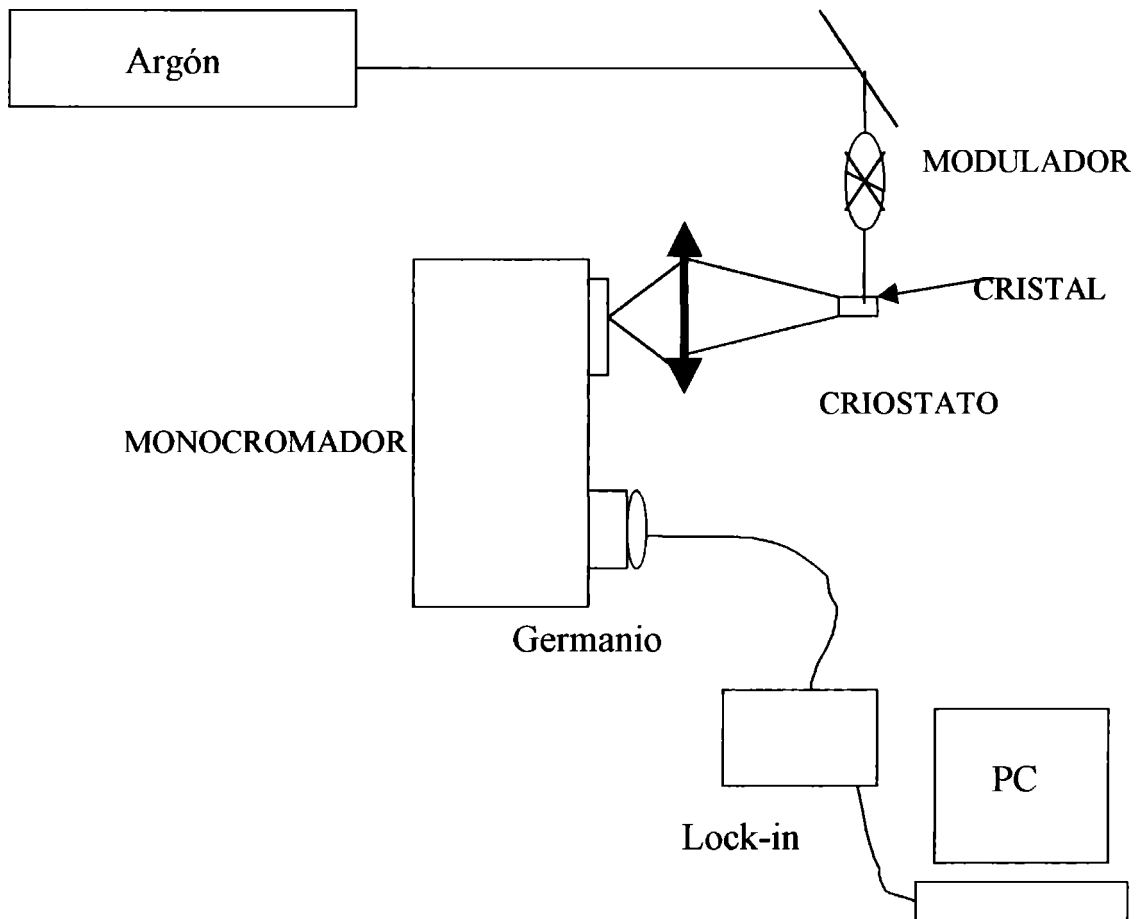 Argón
MODULADOR
CRISTAL
CRIOSTATO
MONOCROMADOR
Germanio
PC
Lock-in